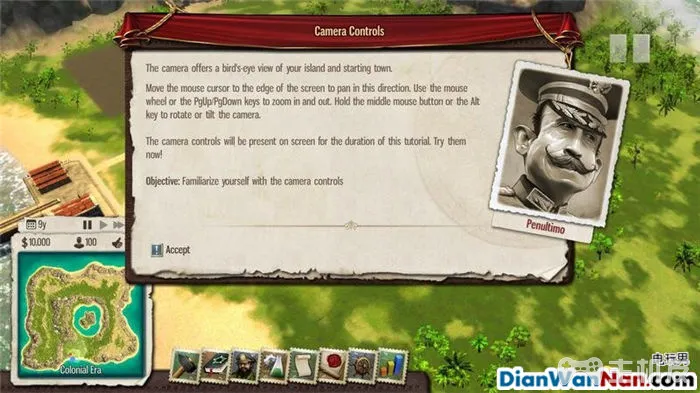 Camera Controls
The camera offers a bird's-eye view of your island and starting town.
Move the mouse cursor to the edge of the screen to pan in this direction. Use the mouse
wheel or the PgUp/PgDown keys to zoom in and out. Hold the middle mouse button or the Alt
key to rotate or tilt the camera.
The camera controls will be present on screen for the duration of this tutorial. Try them
now!
Objective: Familiarize yourself with the camera controls
Accept
Penultimo
9y
$10,000
100
Colonial Era
电玩男
DianWanNan.com